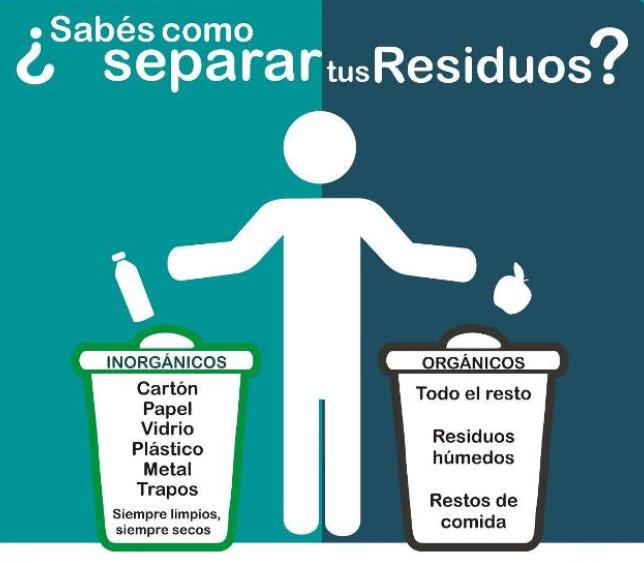 ¿Sabés como
separar tus Residuos?
INORGÁNICOS
Cartón
Papel
Vidrio
Plástico
Metal
Trapos
Siempre limpios,
siempre secos
ORGÁNICOS
Todo el resto
Residuos
húmedos
Restos de
comida